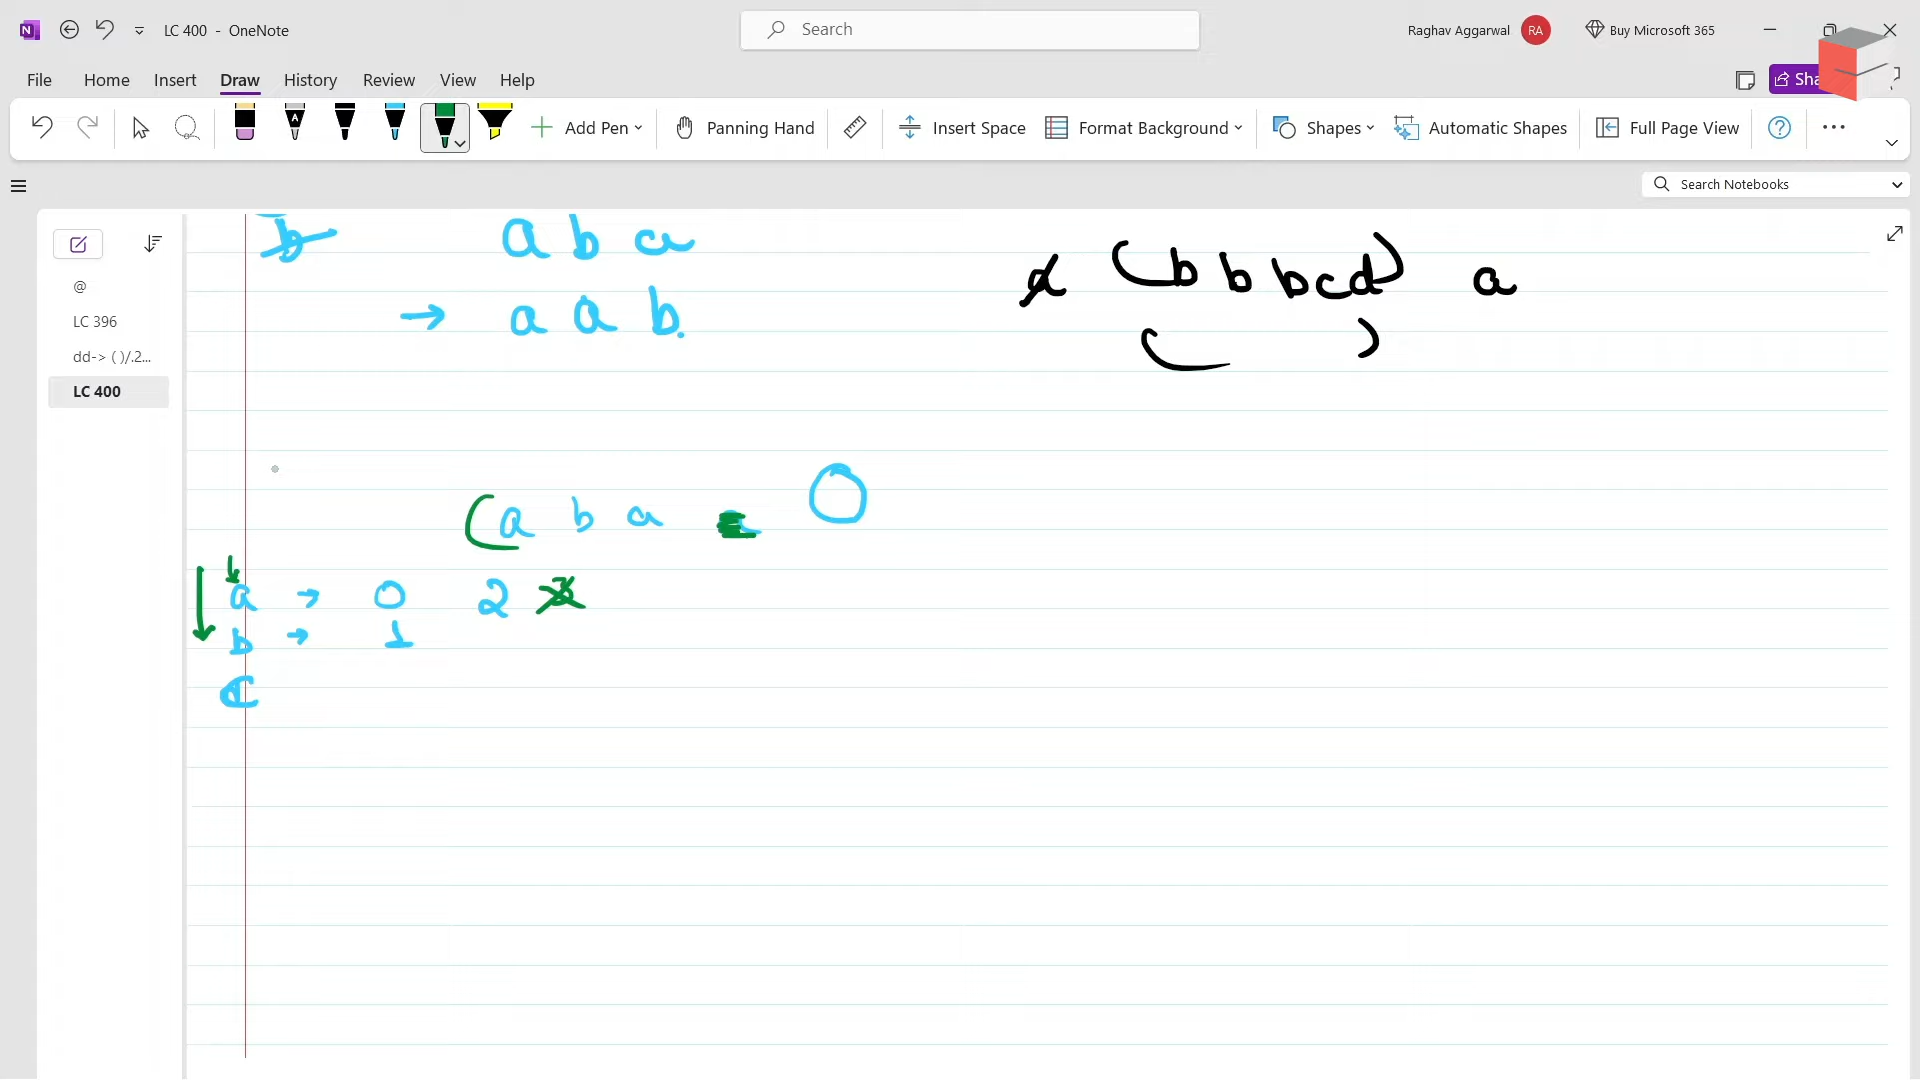 LC 400 - OneNote
Search
Raghav Aggarwal
RA
Buy Microsoft 365
File Home Insert Draw History Review View Help
Sha
Add Pen
Panning Hand
Insert Space
Format Background
Shapes
Automatic Shapes
Full Page View
Search Notebooks
@
LC 396
dd-> ( )/.2...
LC 400
b a b a
→ a a b.
a (b b b c d) a
( )
(a b a O
a → 0 2
b → 1
C